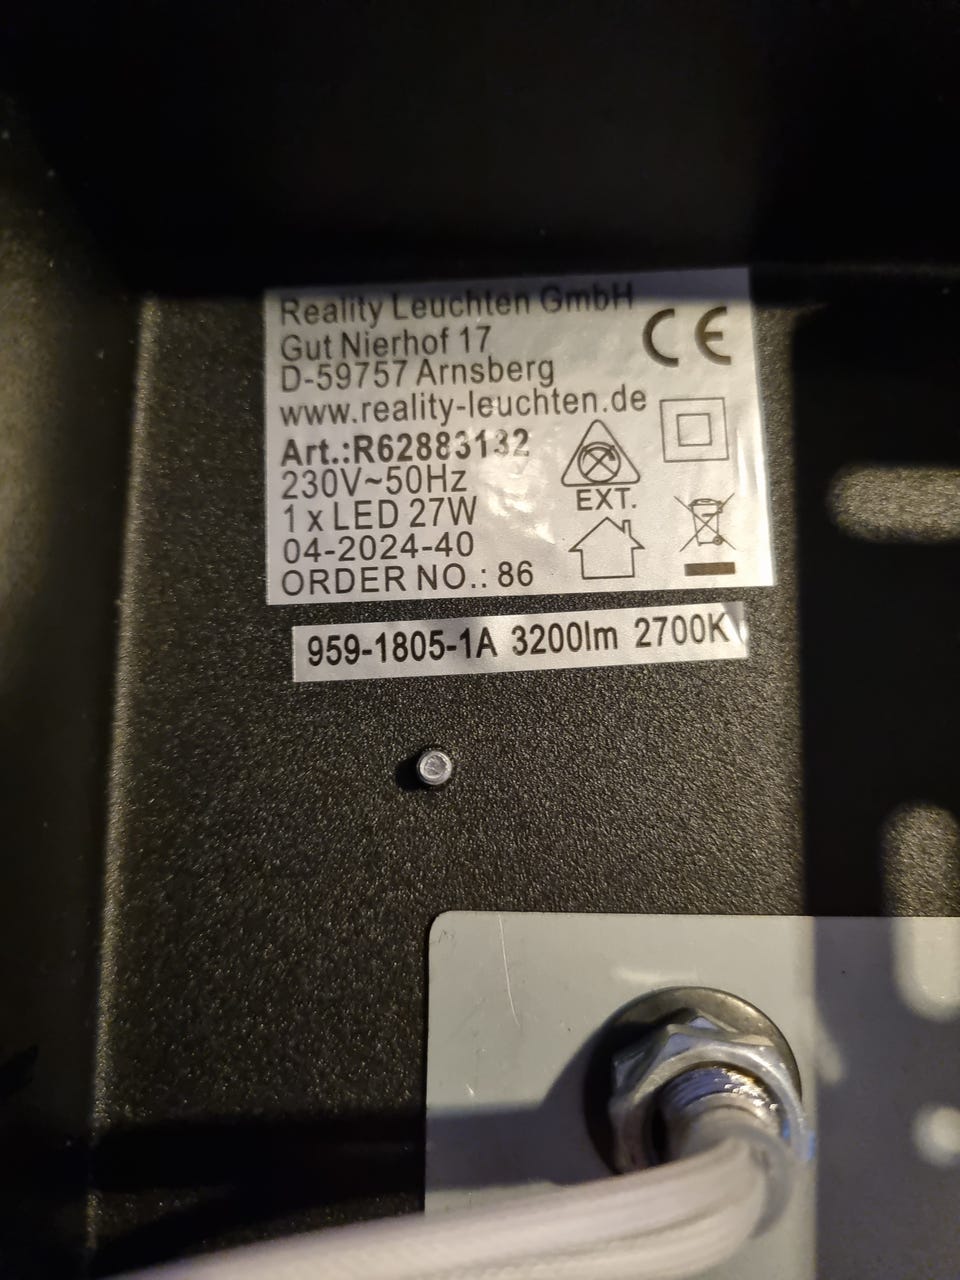 Reality Leuchten GmbH
Gut Nierhof 17
D-59757 Arnsberg
www.reality-leuchten.de
CE
Art.:R62883132
230V~50Hz
1 x LED 27W
04-2024-40
ORDER NO.: 86
EXT.
959-1805-1A 3200lm 2700K